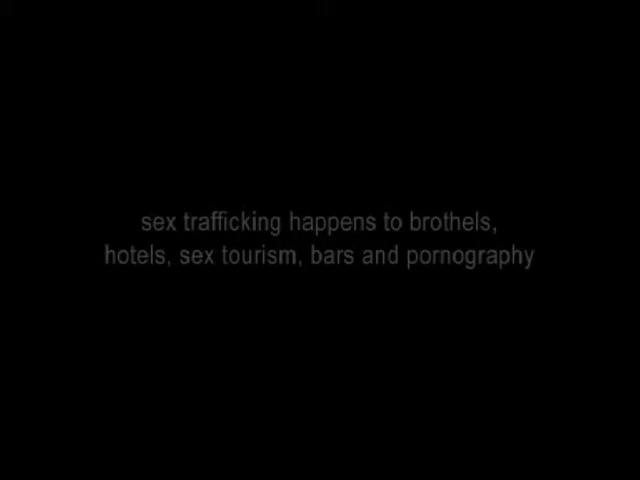 sex trafficking happens to brothels,
hotels, sex tourism, bars and pornography